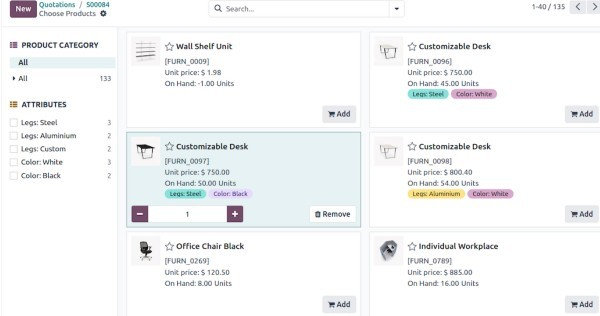 New
Quotations / 500084
Choose Products
Search...
1-40 / 135
PRODUCT CATEGORY
All
All 133
ATTRIBUTES
Legs: Steel 3
Legs: Aluminium 2
Legs: Custom 2
Color: White 3
Color: Black 2
Wall Shelf Unit
[FURN_0009]
Unit price: $ 1.98
On Hand: -1.00 Units
Add
Customizable Desk
[FURN_0096]
Unit price: $ 750.00
On Hand: 45.00 Units
Legs: Steel Color: White
Add
Customizable Desk
[FURN_0097]
Unit price: $ 750.00
On Hand: 50.00 Units
Legs: Steel Color: Black
1
Remove
Customizable Desk
[FURN_0098]
Unit price: $ 800.40
On Hand: 54.00 Units
Legs: Aluminium Color: White
Add
Office Chair Black
[FURN_0269]
Unit price: $ 120.50
On Hand: 8.00 Units
Add
Individual Workplace
[FURN_0789]
Unit price: $ 885.00
On Hand: 16.00 Units
Add